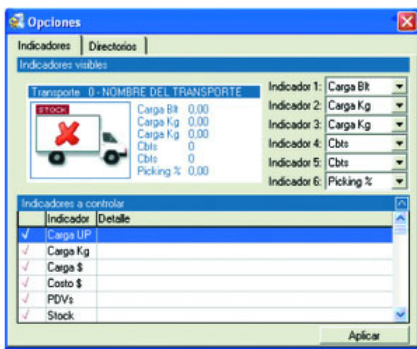 Opciones
Indicadores Directorios
Indicadores visibles
Transporte 0 - NOMBRE DEL TRANSPORTE
STOCK
Carga Blt 0,00
Carga Kg 0,00
Carga Kg 0,00
Cbts 0
Cbts 0
Picking % 0,00
Indicador 1: Carga Blt
Indicador 2: Carga Kg
Indicador 3: Carga Kg
Indicador 4: Cbts
Indicador 5: Cbts
Indicador 6: Picking %
Indicadores a controlar
Indicador Detalle
Carga UP
Carga Kg
Carga $
Costo $
PDVs
Stock
Aplicar